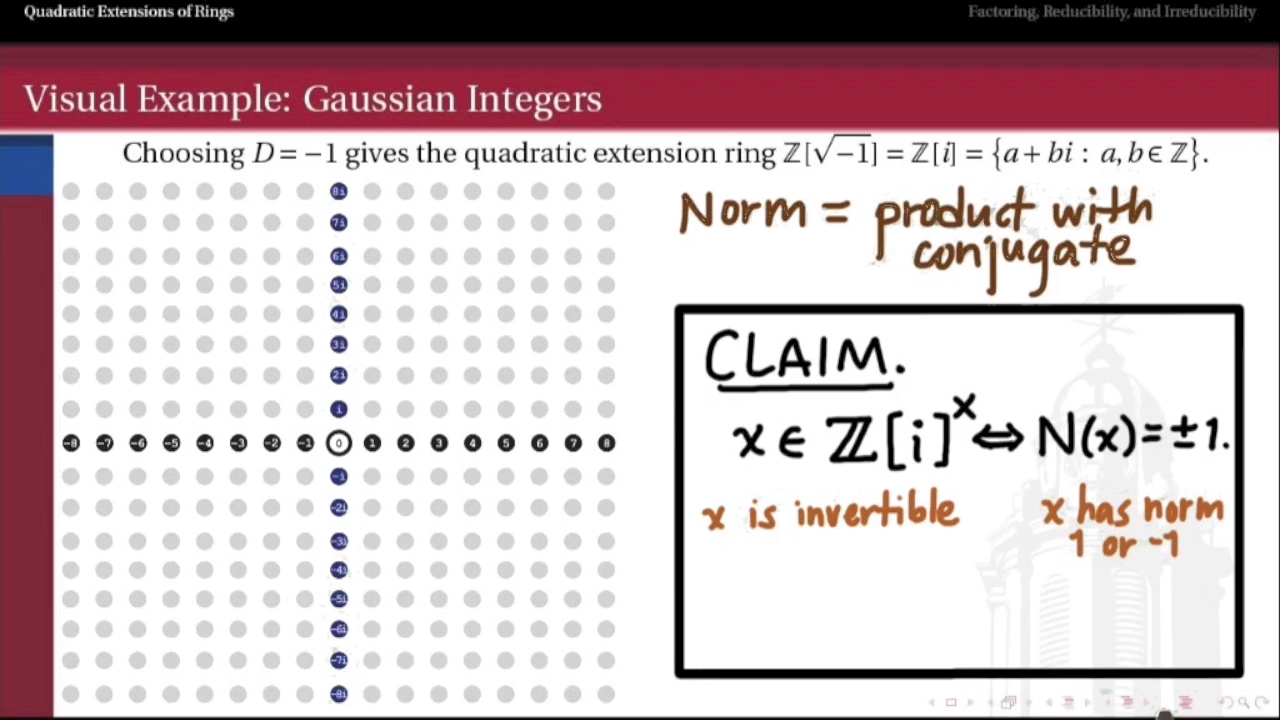 Quadratic Extensions of Rings
Factoring, Reducibility, and Irreducibility
Visual Example: Gaussian Integers
Choosing D = −1 gives the quadratic extension ring ℤ[√−1] = ℤ[i] = {a + bi : a, b ∈ ℤ}.
8i
7i
6i
5i
4i
3i
2i
i
−8 −7 −6 −5 −4 −3 −2 −1 0 1 2 3 4 5 6 7 8
−i
−2i
−3i
−4i
−5i
−6i
−7i
−8i
Norm = product with
conjugate
CLAIM.
x ∈ ℤ[i]ˣ ⇔ N(x) = ±1.
x is invertible
x has norm
1 or -1